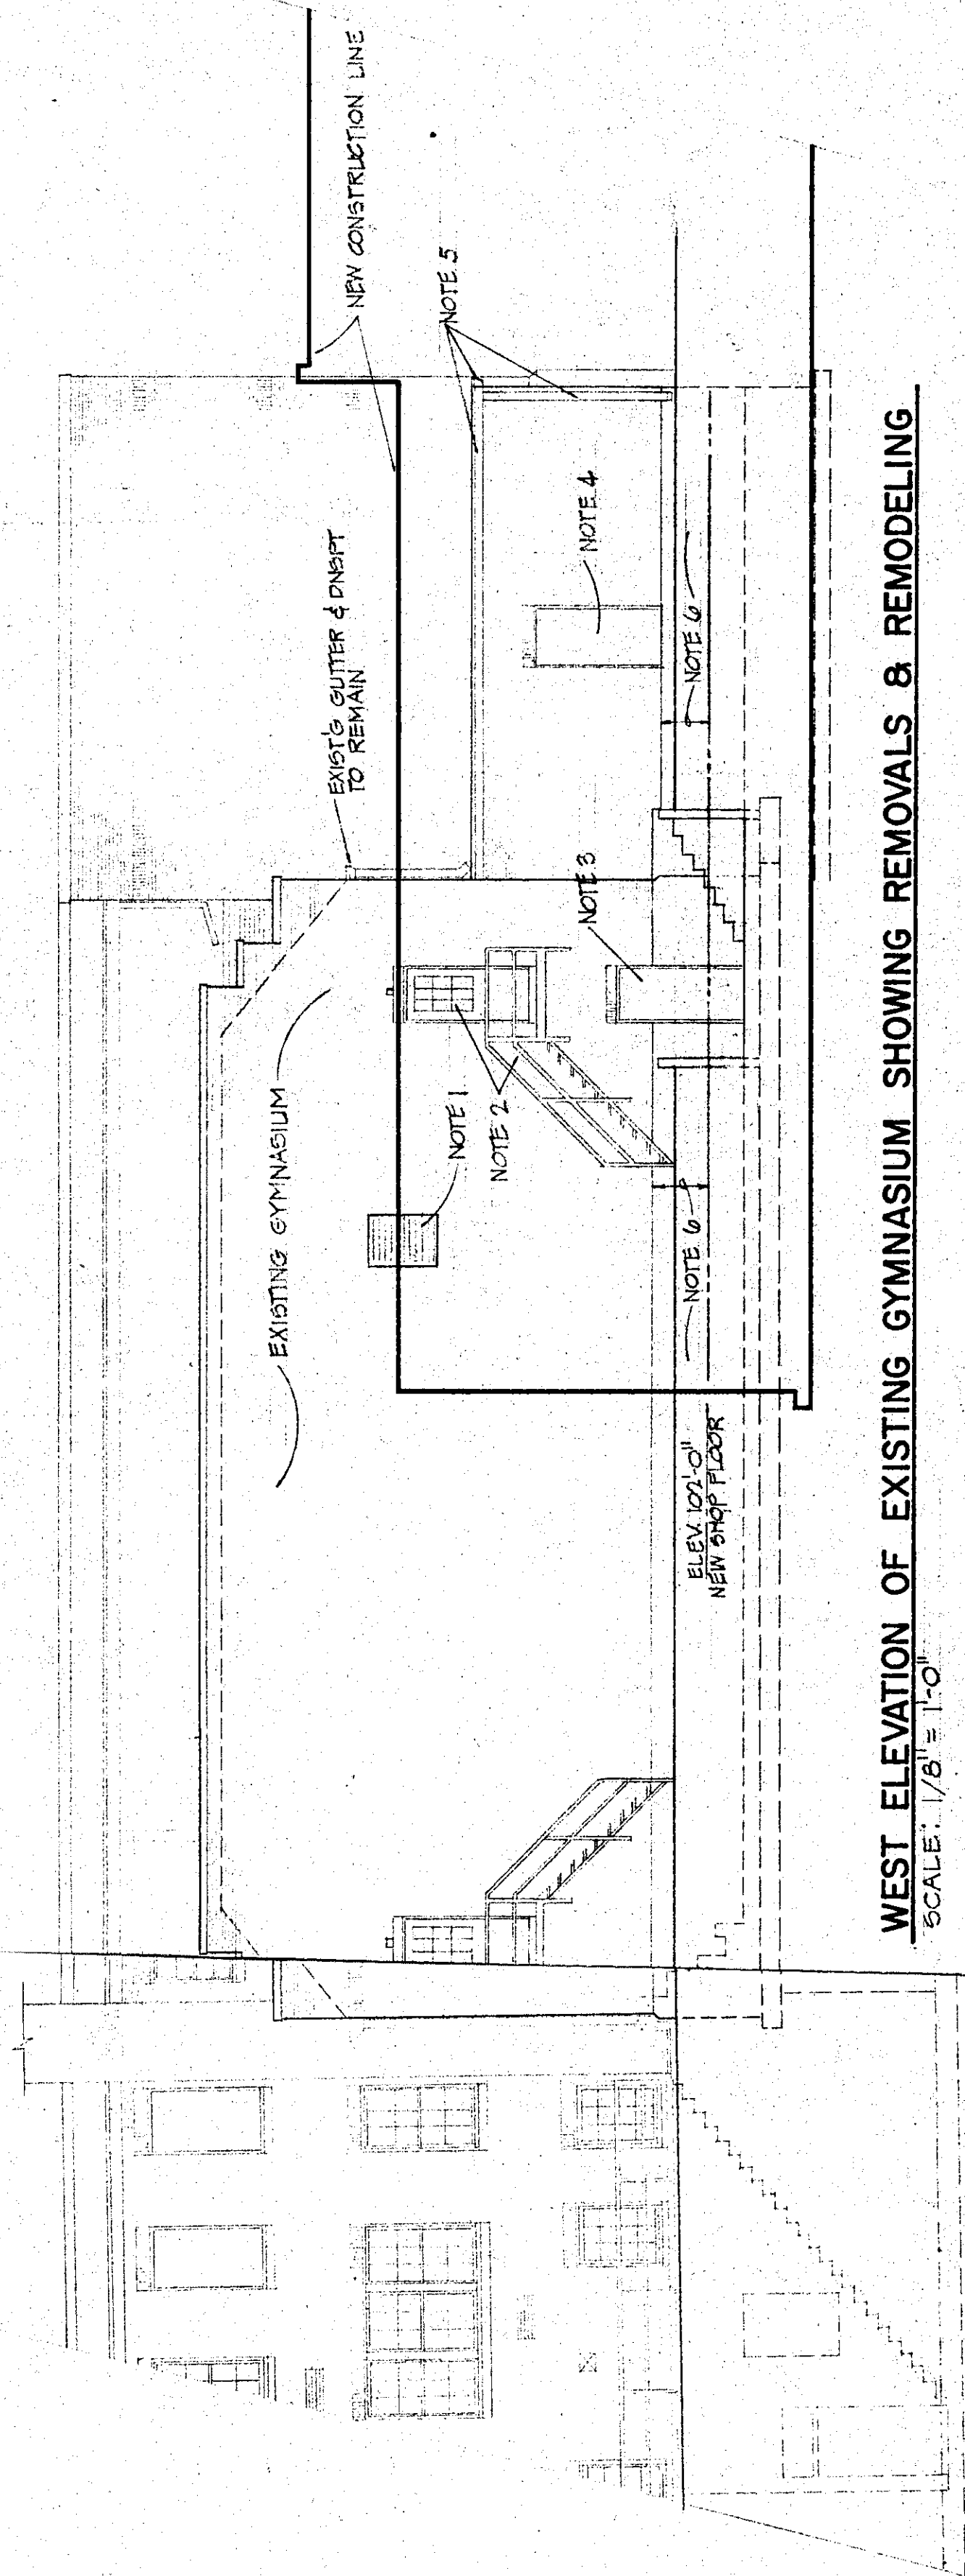 NEW CONSTRUCTION LINE
NOTE 5
EXIST'G GUTTER & DNSPT
TO REMAIN
NOTE 4
EXISTING GYMNASIUM
NOTE 1
NOTE 2
NOTE 3
NOTE 6
NOTE 6
ELEV. 102'-0"
NEW SHOP FLOOR
WEST ELEVATION OF EXISTING GYMNASIUM SHOWING REMOVALS & REMODELING
SCALE: 1/8" = 1'-0"